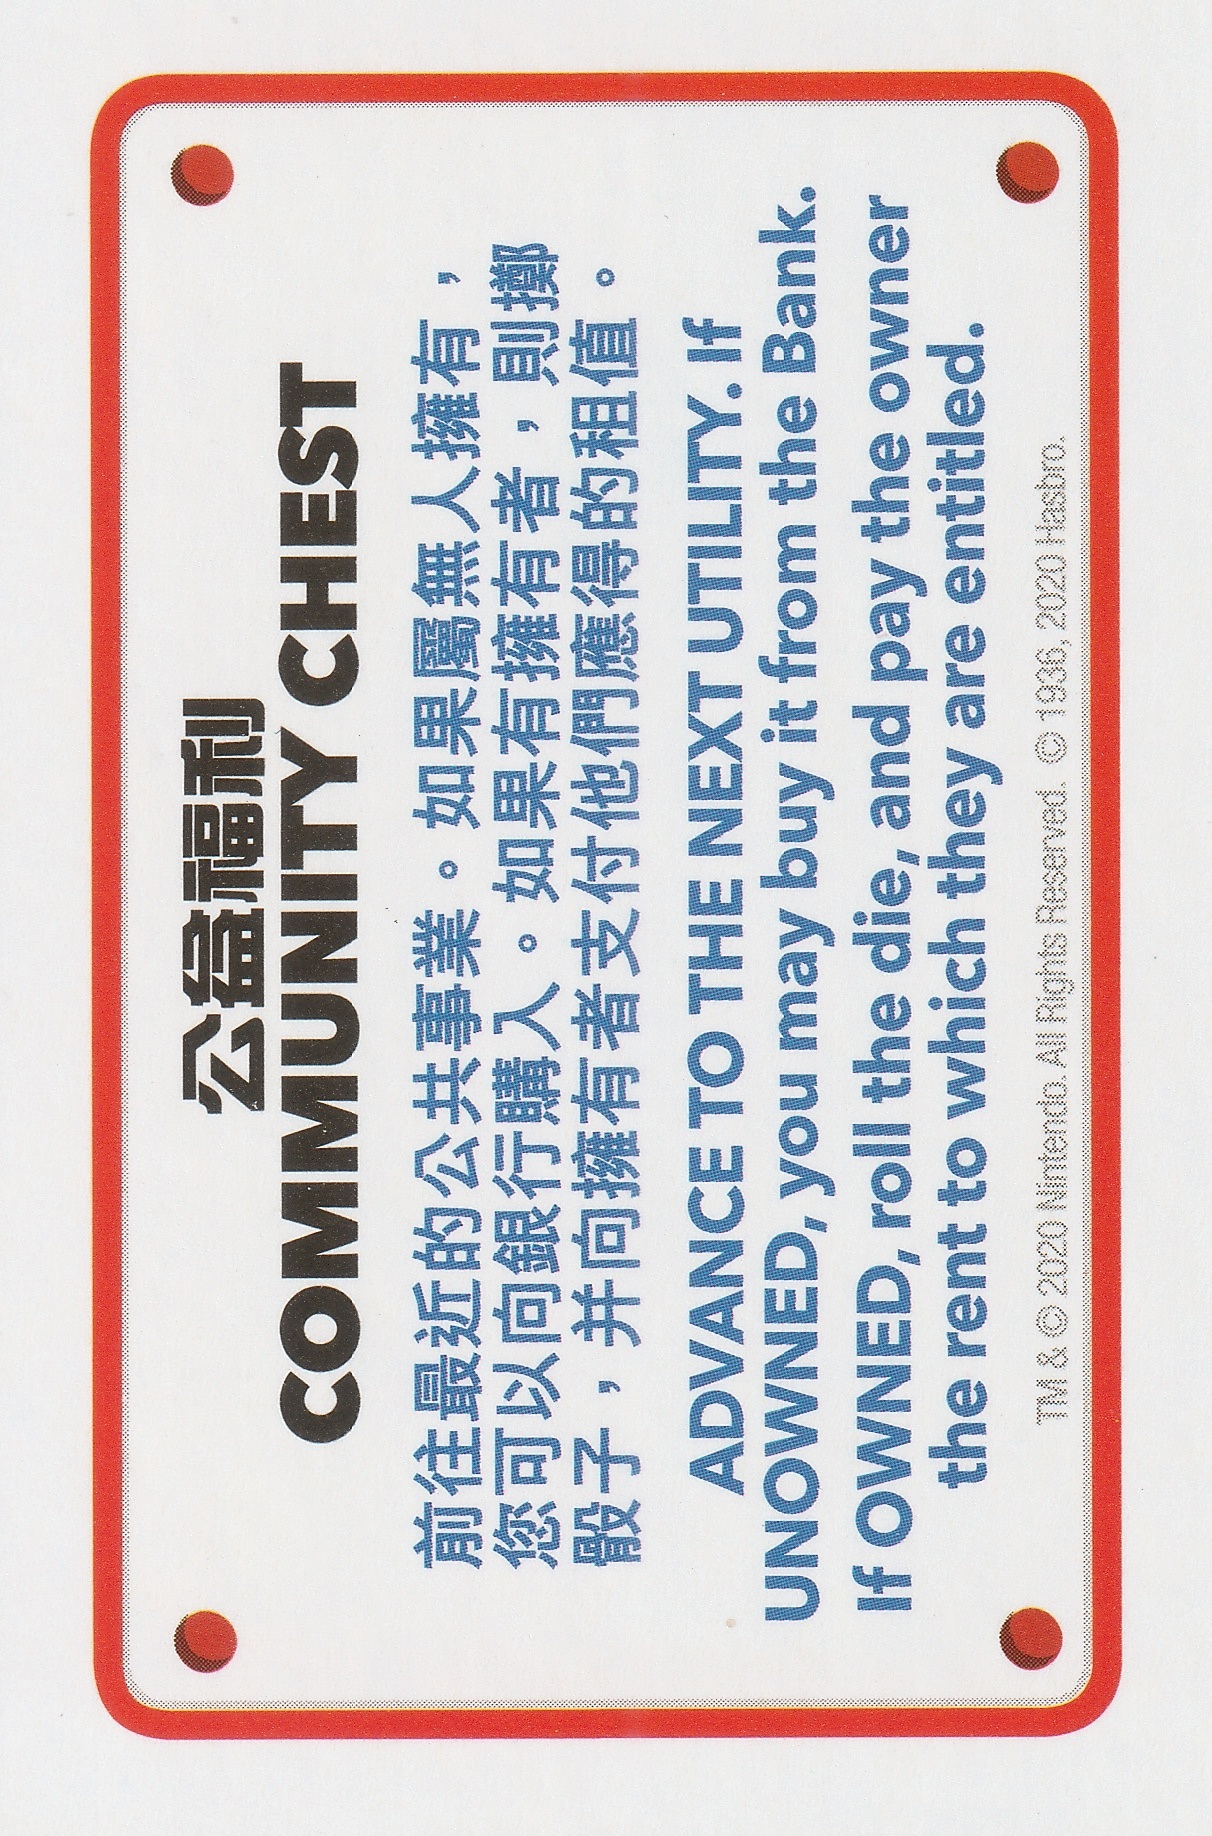 公益福利
COMMUNITY CHEST
前往最近的公共事業。如果屬無人擁有，
您可以向銀行購入。如果有擁有者，則擲
骰子，并向擁有者支付他們應得的租值。
ADVANCE TO THE NEXT UTILITY. If
UNOWNED, you may buy it from the Bank.
If OWNED, roll the die, and pay the owner
the rent to which they are entitled.
TM & © 2020 Nintendo. All Rights Reserved. © 1936, 2020 Hasbro.